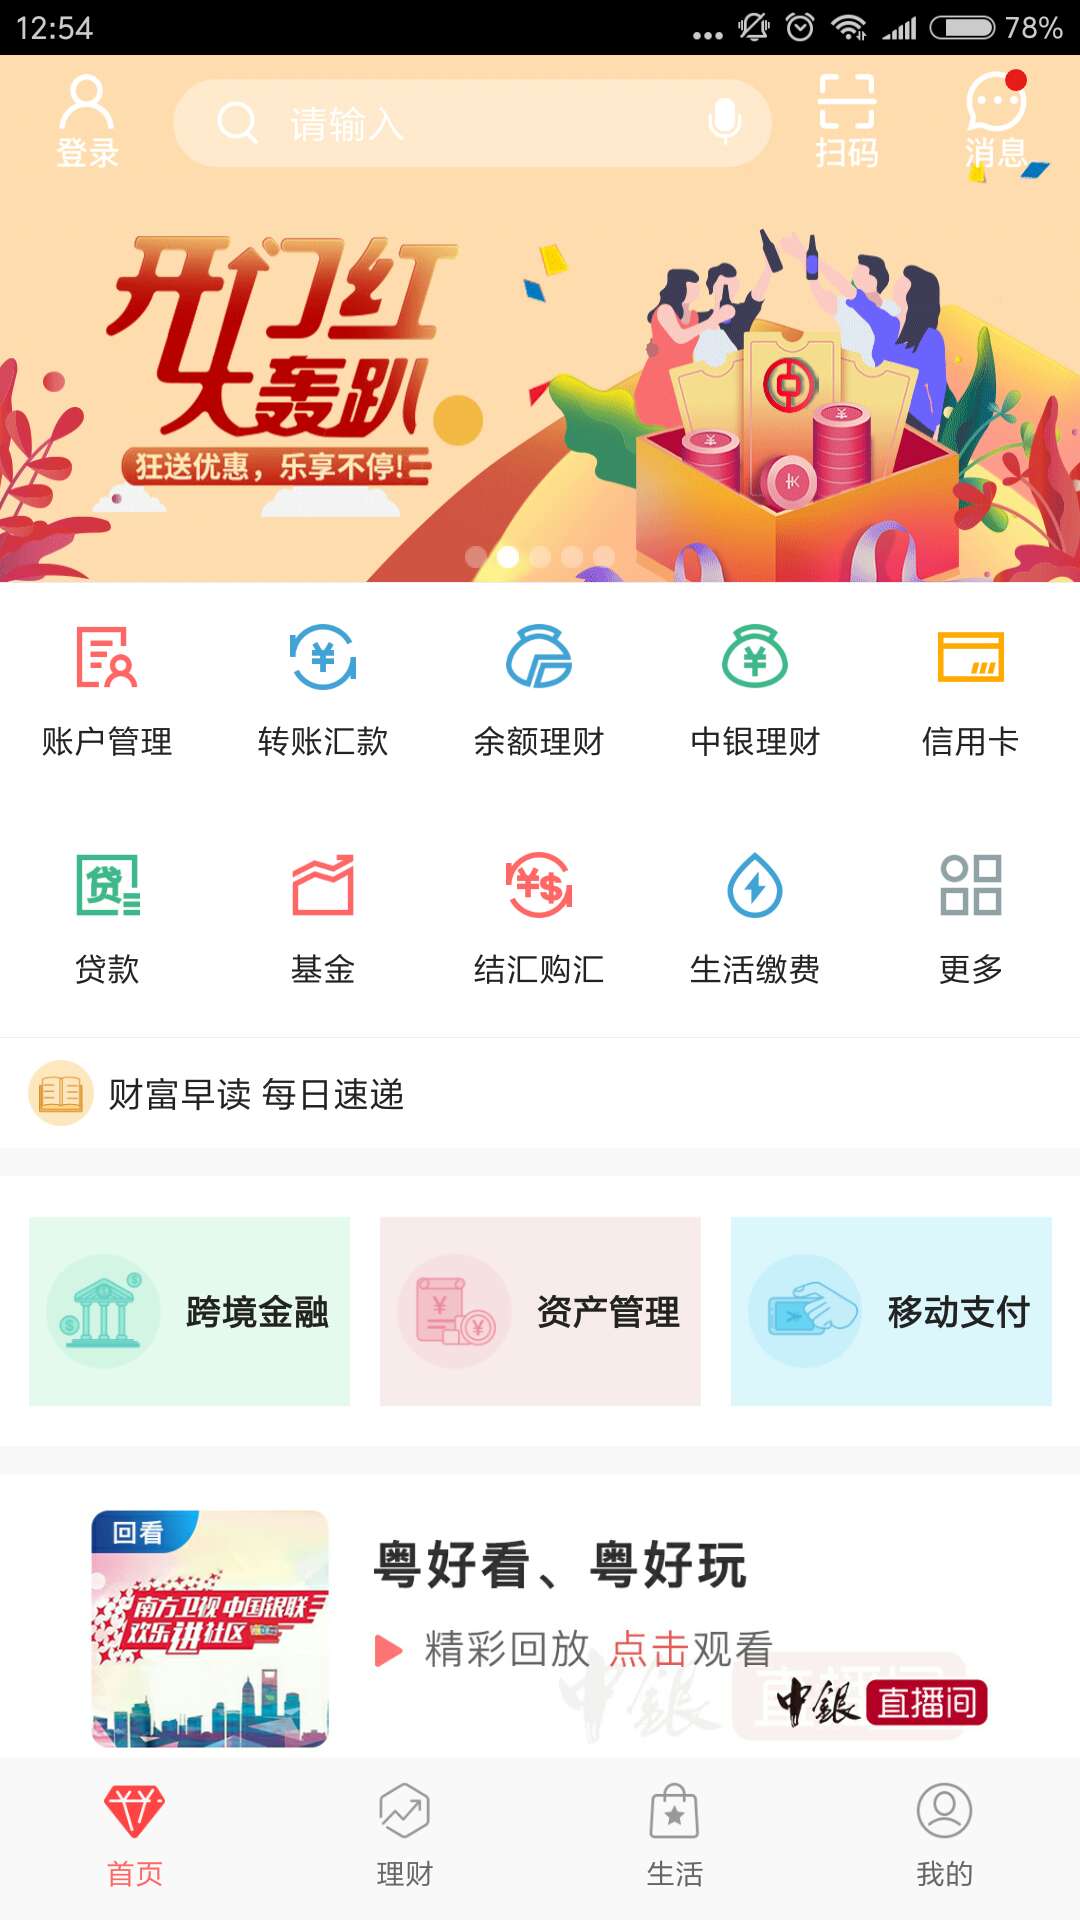 12:54
78%
登录
请输入
扫码
消息
开门红
大轰趴
狂送优惠，乐享不停!
账户管理
转账汇款
余额理财
中银理财
信用卡
贷款
基金
结汇购汇
生活缴费
更多
财富早读 每日速递
跨境金融
资产管理
移动支付
回看
南方卫视 中国银联
欢乐进社区
粤好看、粤好玩
精彩回放 点击观看
中銀 直播间
首页
理财
生活
我的